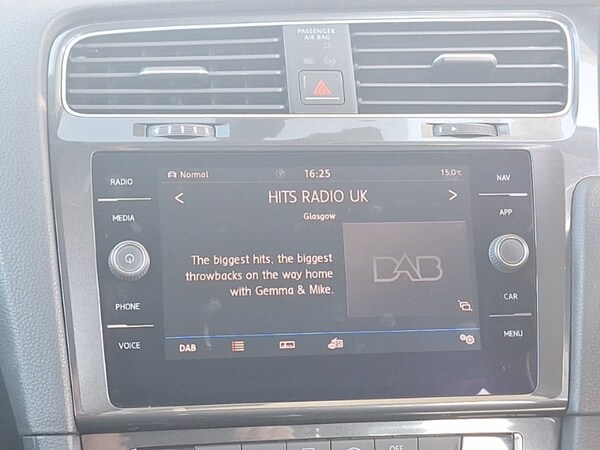 PASSENGER
AIR BAG
RADIO
MEDIA
PHONE
VOICE
Normal
16:25
15.0°C
< HITS RADIO UK >
Glasgow
The biggest hits, the biggest
throwbacks on the way home
with Gemma & Mike.
DAB
DAB
NAV
APP
CAR
MENU
OFF